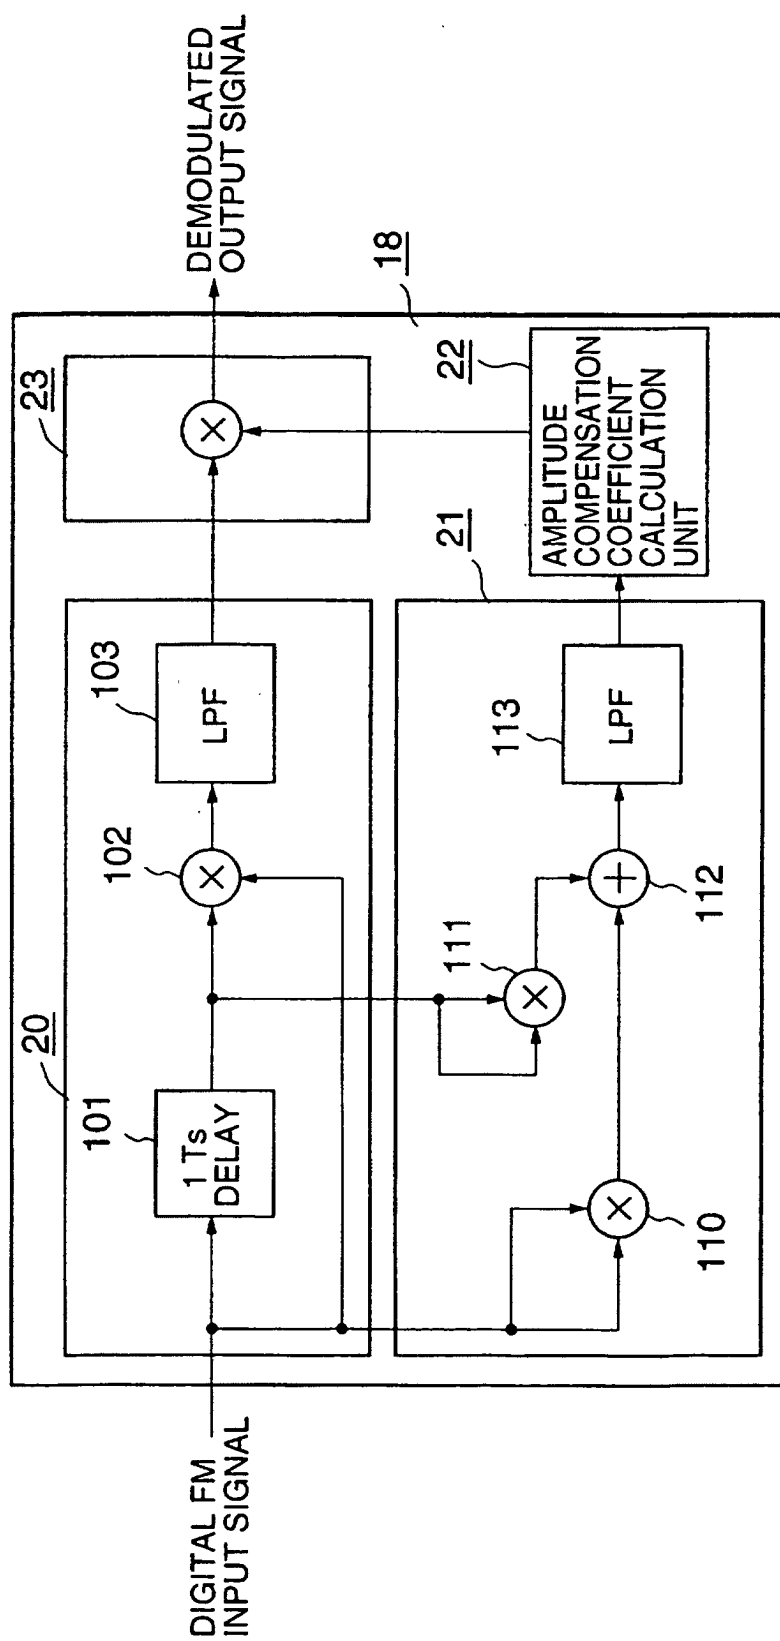 DIGITAL FM
INPUT SIGNAL
20
101
1 Ts
DELAY
102
103
LPF
23
DEMODULATED
OUTPUT SIGNAL
18
110
111
112
113
LPF
21
22
AMPLITUDE
COMPENSATION
COEFFICIENT
CALCULATION
UNIT